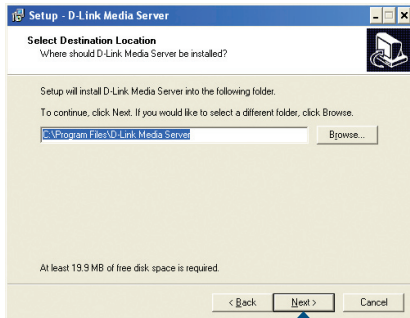 Setup - D-Link Media Server
Select Destination Location
Where should D-Link Media Server be installed?
Setup will install D-Link Media Server into the following folder.
To continue, click Next. If you would like to select a different folder, click Browse.
C:\Program Files\D-Link Media Server
Browse...
At least 19.9 MB of free disk space is required.
< Back
Next >
Cancel